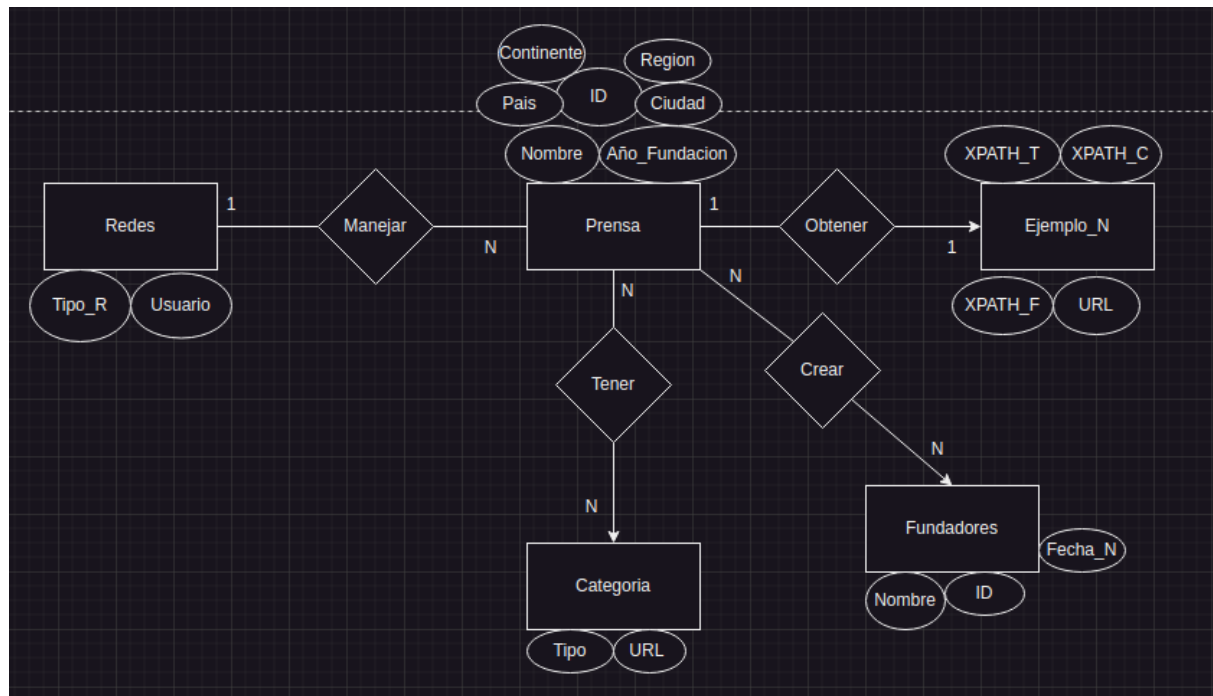 Continente
Region
Pais
ID
Ciudad
Nombre
Año_Fundacion
XPATH_T
XPATH_C
Redes
1
Manejar
N
Prensa
1
Obtener
1
Ejemplo_N
Tipo_R
Usuario
N
N
XPATH_F
URL
Tener
Crear
N
N
Categoria
Fundadores
Fecha_N
Nombre
ID
Tipo
URL